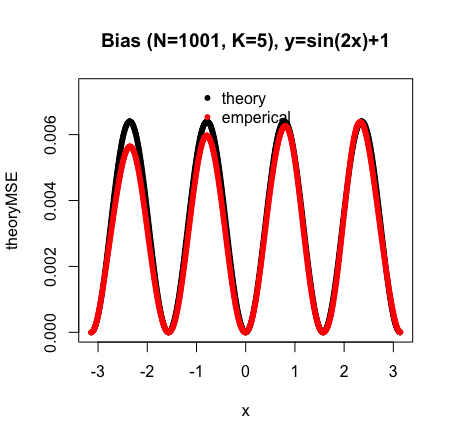 Bias (N=1001, K=5), y=sin(2x)+1
theory
emperical
theoryMSE
0.006
0.004
0.002
0.000
-3 -2 -1 0 1 2 3
x